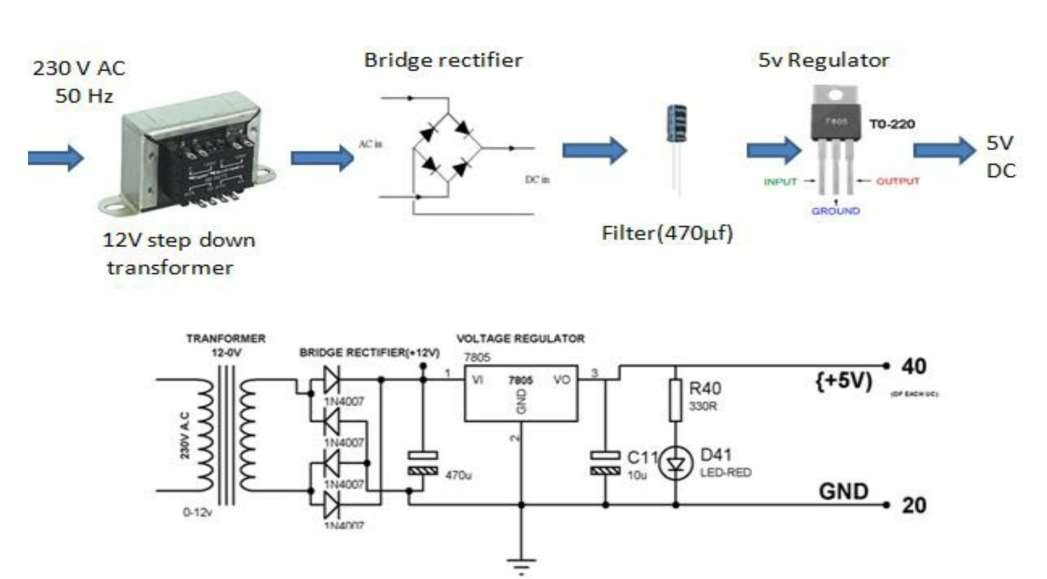 230 V AC
50 Hz
12V step down
transformer
Bridge rectifier
AC in
DC in
Filter(470μf)
5v Regulator
7805
TO-220
INPUT
OUTPUT
GROUND
5V
DC
TRANFORMER
12-0V
230V A.C
0-12v
BRIDGE RECTIFIER(+12V)
1N4007
1N4007
1N4007
1N4007
470u
VOLTAGE REGULATOR
7805
1
VI
7805
VO
3
GND
2
C11
10u
R40
330R
D41
LED-RED
40
{+5V)
(OF EACH UC)
GND
20